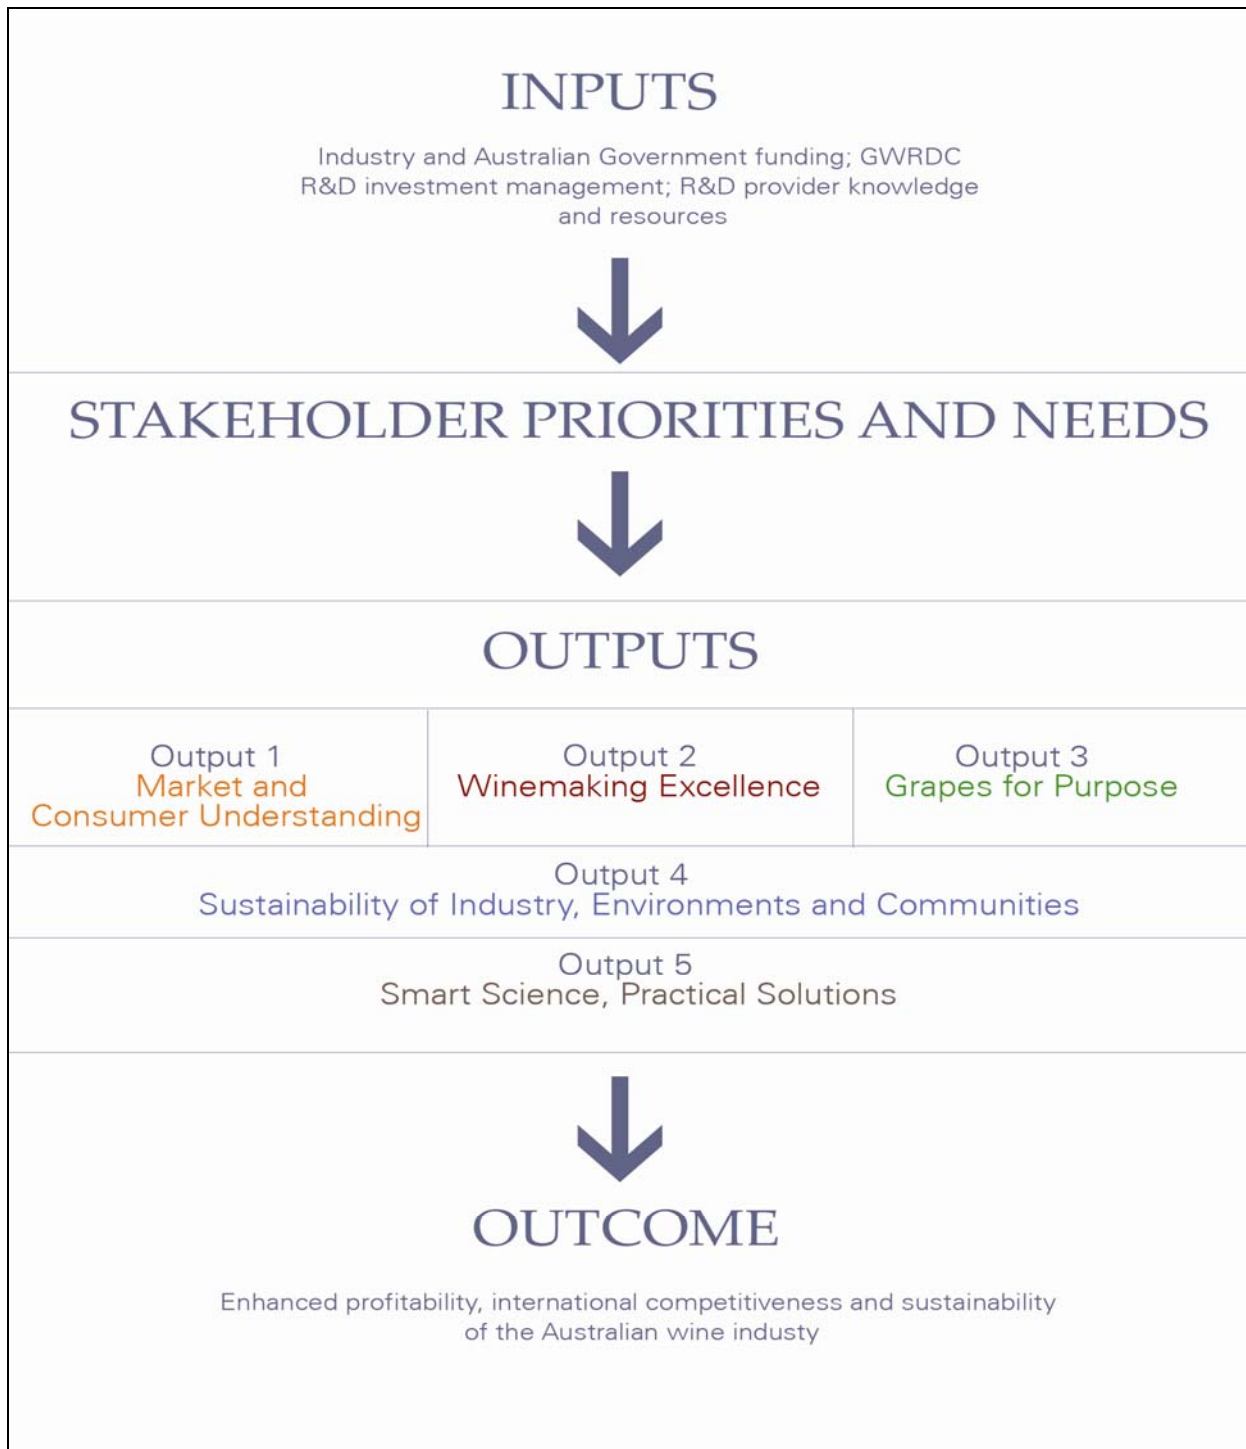 INPUTS
Industry and Australian Government funding; GWRDC
R&D investment management; R&D provider knowledge
and resources
STAKEHOLDER PRIORITIES AND NEEDS
OUTPUTS
Output 1
Market and
Consumer Understanding
Output 2
Winemaking Excellence
Output 3
Grapes for Purpose
Output 4
Sustainability of Industry, Environments and Communities
Output 5
Smart Science, Practical Solutions
OUTCOME
Enhanced profitability, international competitiveness and sustainability
of the Australian wine industy